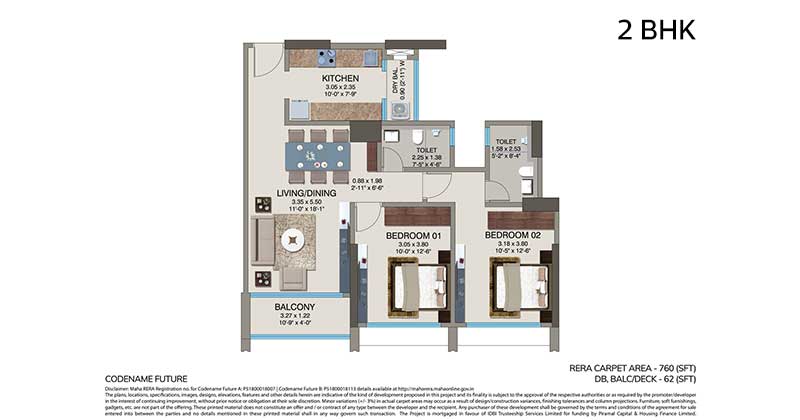 2 BHK
KITCHEN
3.05 x 2.35
10'-0" x 7'-9"
DRY BAL
0.90 (2'-11") W
TOILET
2.25 x 1.38
7'-5" x 4'-6"
TOILET
1.58 x 2.53
5'-2" x 8'-4"
0.88 x 1.98
2'-11" x 6'-6"
LIVING/DINING
3.35 x 5.50
11'-0" x 18'-1"
BEDROOM 01
3.05 x 3.80
10'-0" x 12'-6"
BEDROOM 02
3.18 x 3.80
10'-5" x 12'-6"
BALCONY
3.27 x 1.22
10'-9" x 4'-0"
RERA CARPET AREA - 760 (SFT)
DB, BALC/DECK - 62 (SFT)
CODENAME FUTURE
Disclaimer: Maha RERA Registration no. for Codename Future A: P51800018007 | Codename Future B: P51800018113 details available at http://maharera.mahaonline.gov.in
The plans, locations, specifications, images, designs, elevations, features and other details herein are indicative of the kind of development proposed in this project and its finality is subject to the approval of the respective authorities or as required by the promoter/developer
in the interest of continuing improvement, without prior notice or obligation at their sole discretion. Minor variations (+/- 3%) in actual carpet areas may occur as a result of design/construction variances, finishing tolerances and column projections. Furniture, soft furnishings,
gadgets, etc. are not part of the offering. These printed material does not constitute an offer and / or contract of any type between the developer and the recipient. Any purchaser of these development shall be governed by the terms and conditions of the agreement for sale
entered into between the parties and no details mentioned in these printed material shall in any way govern such transaction. The Project is mortgaged in favour of IDBI Trusteeship Services Limited for funding by Piramal Capital & Housing Finance Limited.